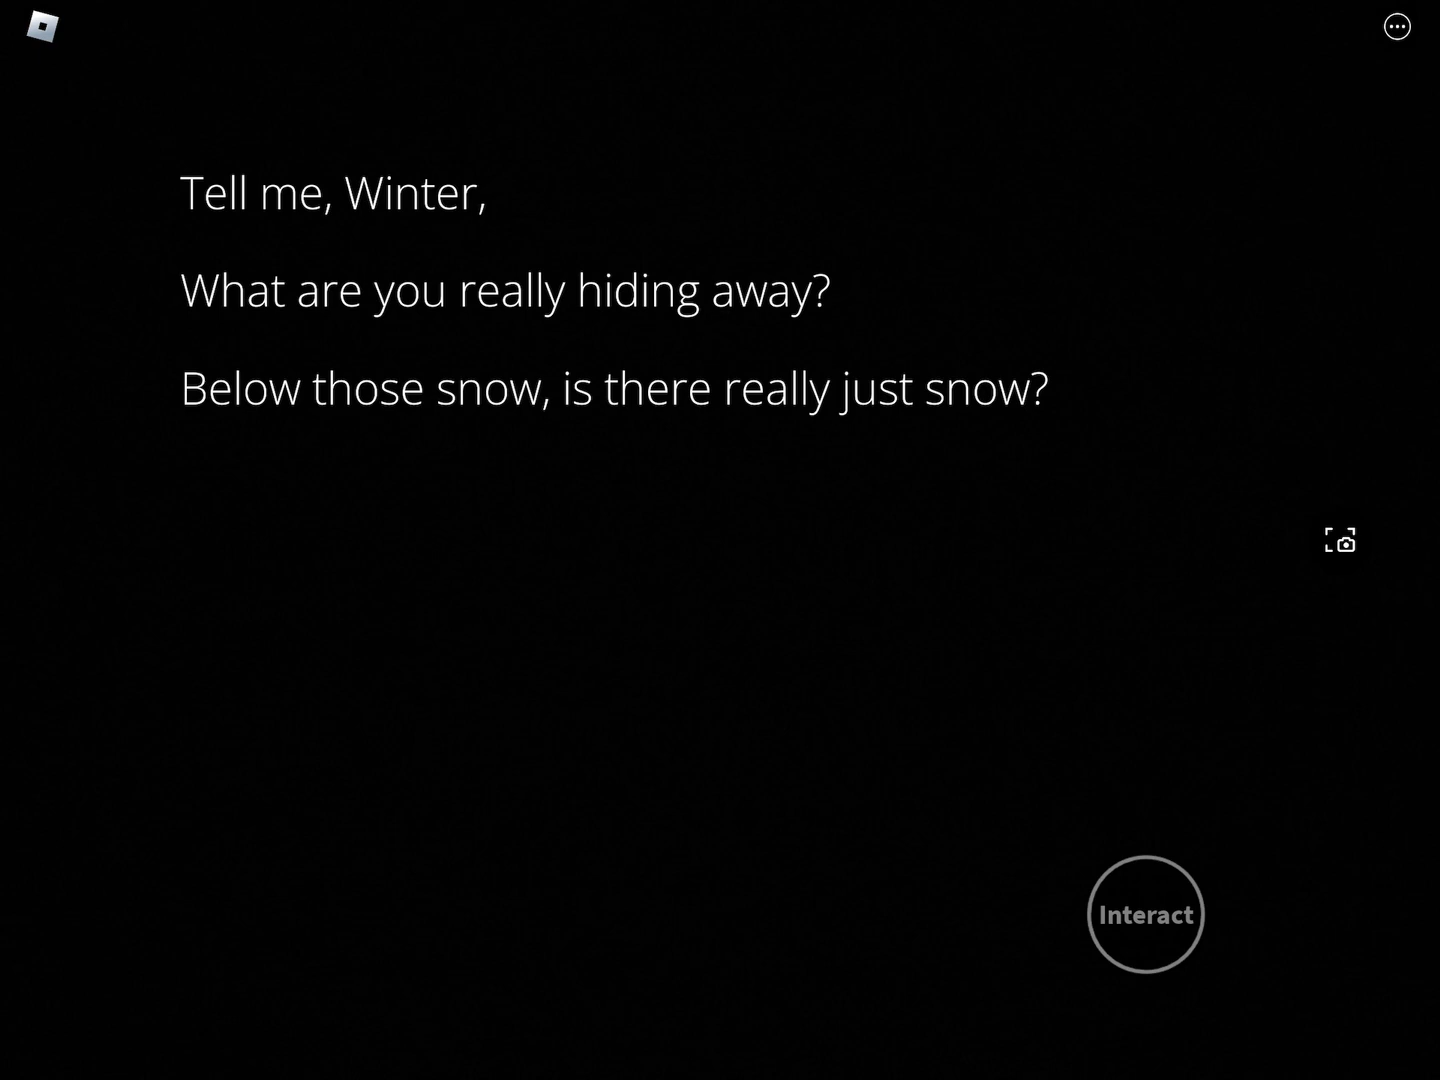 Tell me, Winter,
What are you really hiding away?
Below those snow, is there really just snow?
Interact